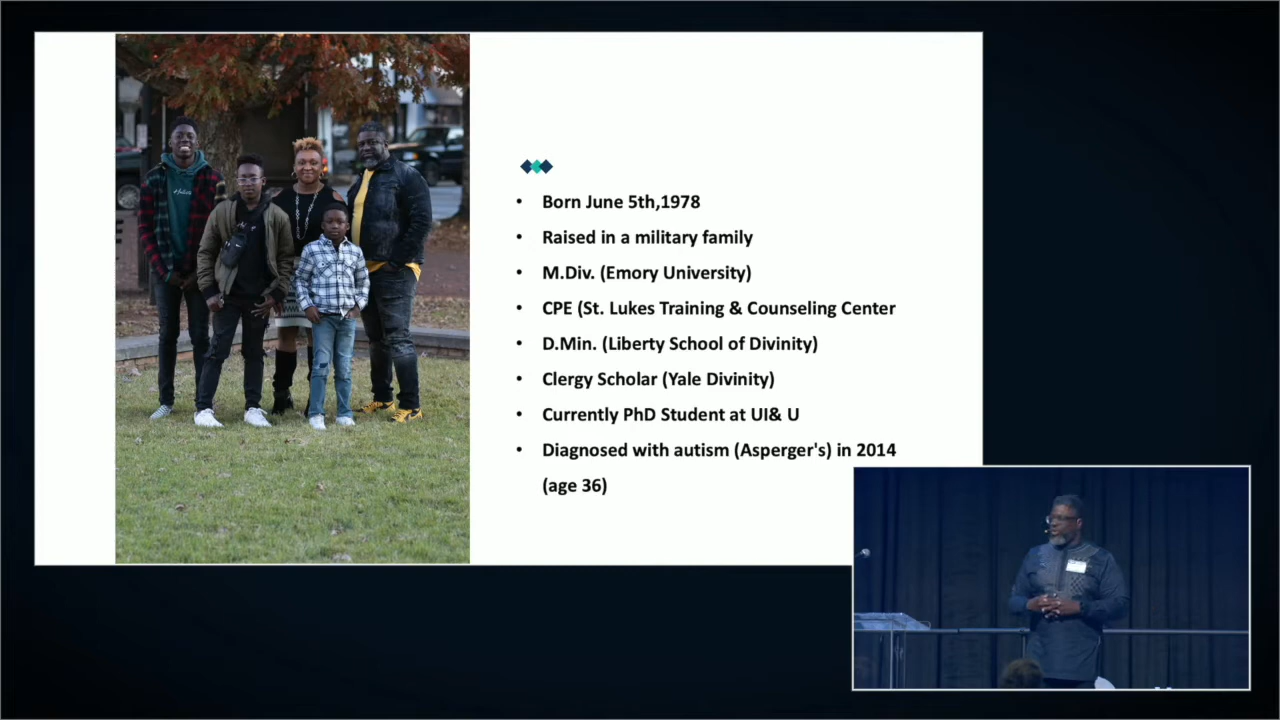 • Born June 5th,1978
• Raised in a military family
• M.Div. (Emory University)
• CPE (St. Lukes Training & Counseling Center
• D.Min. (Liberty School of Divinity)
• Clergy Scholar (Yale Divinity)
• Currently PhD Student at UI& U
• Diagnosed with autism (Asperger's) in 2014
(age 36)